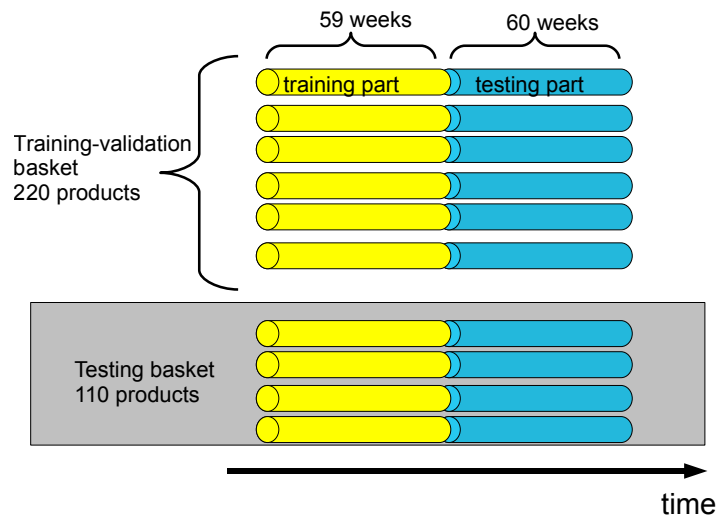 59 weeks
60 weeks
training part
testing part
Training-validation
basket
220 products
Testing basket
110 products
time